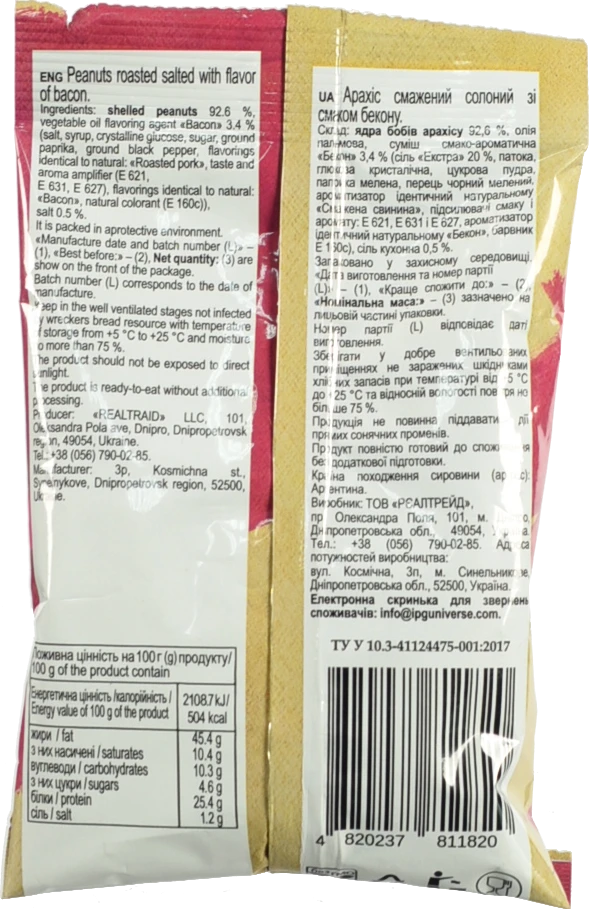 ENG Peanuts roasted salted with flavor
of bacon.
Ingredients: shelled peanuts 92.6 %,
vegetable oil flavoring agent «Bacon» 3.4 %
(salt, syrup, crystalline glucose, sugar, ground
paprika, ground black pepper, flavorings
identical to natural: «Roasted pork», taste and
aroma amplifier (E 621,
E 631, E 627), flavorings identical to natural:
«Bacon», natural colorant (E 160c)),
salt 0.5 %.
It is packed in aprotective environment.
«Manufacture date and batch number (L)» –
(1), «Best before:» – (2), Net quantity: (3) are
show on the front of the package.
Batch number (L) corresponds to the date of
manufacture.
Keep in the well ventilated stages not infected
by wreckers bread resource with temperature
of storage from +5 °C to +25 °C and moisture
no more than 75 %.
The product should not be exposed to direct
sunlight.
The product is ready-to-eat without additional
processing.
Producer: «REALTRAID» LLC, 101,
Oleksandra Pola ave, Dnipro, Dnipropetrovsk
region, 49054, Ukraine.
Tel.: +38 (056) 790-02-85.
Manufacturer: 3p, Kosmichna st.,
Synelnykove, Dnipropetrovsk region, 52500,
Ukraine.
Поживна цінність на 100 г (g) продукту/
100 g of the product contain
Енергетична цінність /калорійність / 2108.7 kJ/
Energy value of 100 g of the product 504 kcal
жири / fat 45.4 g
з них насичені / saturates 10.4 g
вуглеводи / carbohydrates 10.3 g
з них цукри / sugars 4.6 g
білки / protein 25.4 g
сіль / salt 1.2 g
UA Арахіс смажений солоний зі
смаком бекону.
Склад: ядра бобів арахісу 92,6 %, олія
пальмова, суміш смако-ароматична
«Бекон» 3,4 % (сіль «Екстра» 20 %, патока,
глюкоза кристалічна, цукрова пудра,
паприка мелена, перець чорний мелений,
ароматизатор ідентичний натуральному
«Смажена свинина», підсилювачі смаку і
аромату: Е 621, Е 631 і Е 627, ароматизатор
ідентичний натуральному «Бекон», барвник
Е 160c), сіль кухонна 0,5 %.
Запаковано у захисному середовищі.
«Дата виготовлення та номер партії
(L)» – (1), «Краще спожити до:» – (2),
«Номінальна маса:» – (3) зазначено на
лицьовій частині упаковки.
Номер партії (L) відповідає даті
виготовлення.
Зберігати у добре вентильованих
приміщеннях не заражених шкідниками
хлібних запасів при температурі від +5 °С
до +25 °С та відносній вологості повітря не
більше 75 %.
Продукція не повинна піддаватися дії
прямих сонячних променів.
Продукт повністю готовий до споживання
без додаткової підготовки.
Країна походження сировини (арахіс):
Аргентина.
Виробник: ТОВ «РЕАЛТРЕЙД»,
пр. Олександра Поля, 101, м. Дніпро,
Дніпропетровська обл., 49054, Україна.
Тел.: +38 (056) 790-02-85. Адреса
потужностей виробництва:
вул. Космічна, 3п, м. Синельникове,
Дніпропетровська обл., 52500, Україна.
Електронна скринька для звернень
споживачів: info@ipguniverse.com.
ТУ У 10.3-41124475-001:2017
4 820237 811820